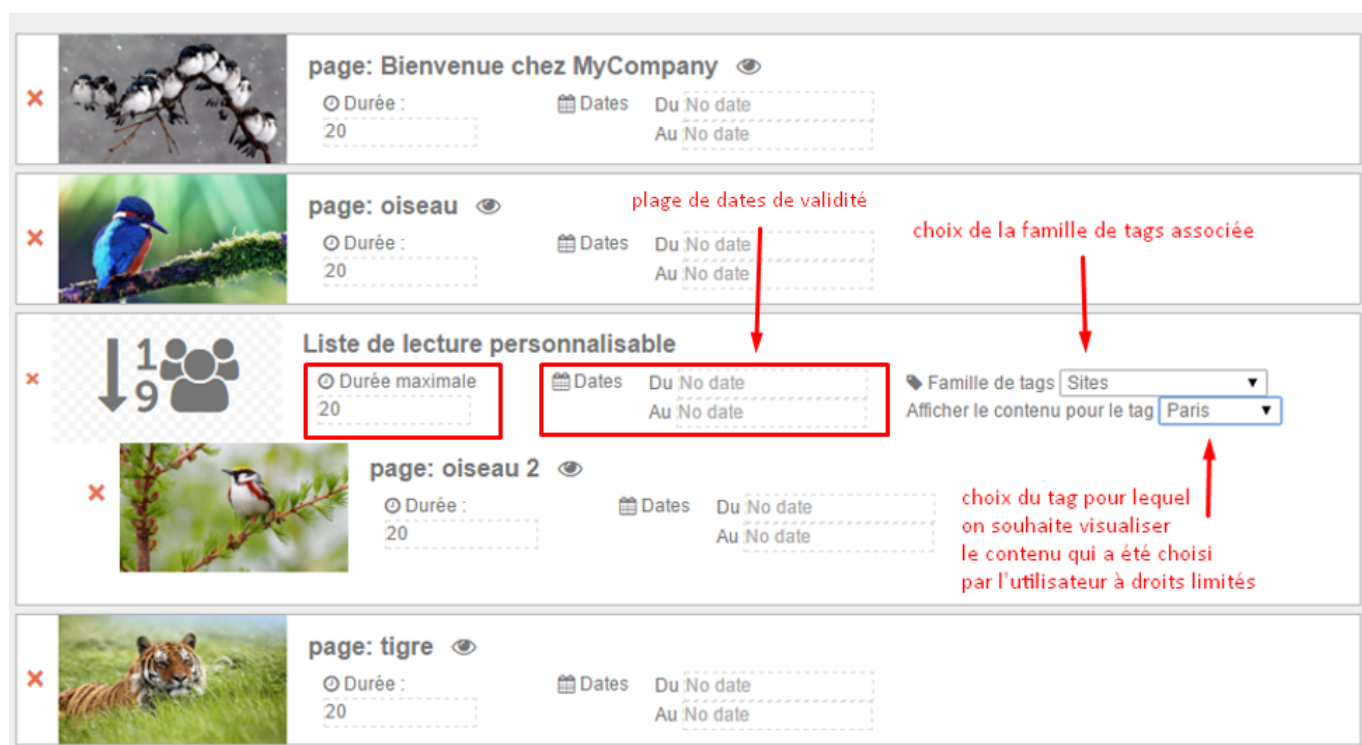 page: Bienvenue chez MyCompany
Durée :
Dates
Du No date
20
Au No date
page: oiseau
plage de dates de validité
choix de la famille de tags associée
Durée :
Dates
Du No date
20
Au No date
1
9
Liste de lecture personnalisable
Durée maximale
Dates
Du No date
Famille de tags Sites
20
Au No date
Afficher le contenu pour le tag Paris
page: oiseau 2
Durée :
Dates
Du No date
20
Au No date
choix du tag pour lequel
on souhaite visualiser
le contenu qui a été choisi
par l'utilisateur à droits limités
page: tigre
Durée :
Dates
Du No date
20
Au No date